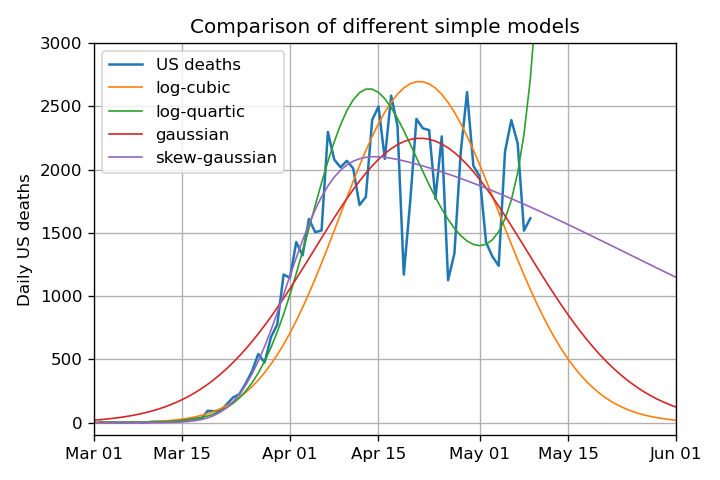 Comparison of different simple models
Daily US deaths
3000
2500
2000
1500
1000
500
0
US deaths
log-cubic
log-quartic
gaussian
skew-gaussian
Mar 01 Mar 15 Apr 01 Apr 15 May 01 May 15 Jun 01